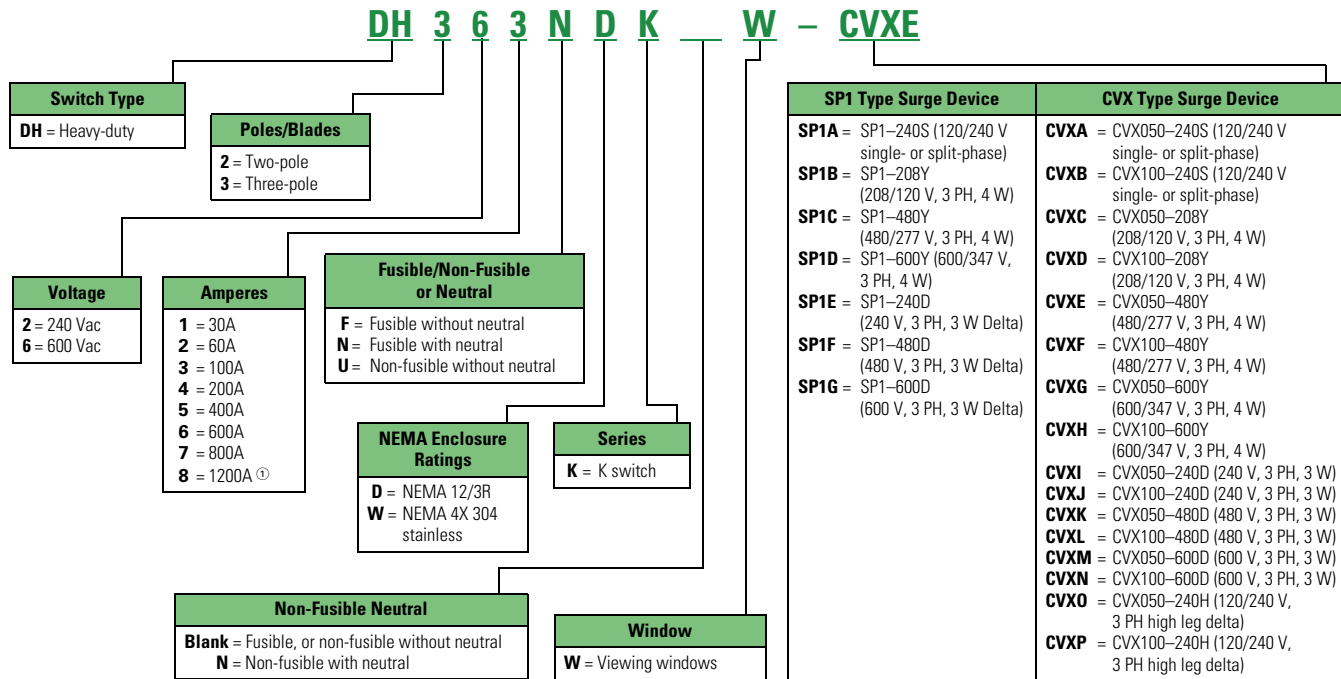 DH 3 6 3 N D K __ W – CVXE
Switch Type
DH = Heavy-duty
Poles/Blades
2 = Two-pole
3 = Three-pole
Voltage
2 = 240 Vac
6 = 600 Vac
Amperes
1 = 30A
2 = 60A
3 = 100A
4 = 200A
5 = 400A
6 = 600A
7 = 800A
8 = 1200A ①
Fusible/Non-Fusible
or Neutral
F = Fusible without neutral
N = Fusible with neutral
U = Non-fusible without neutral
NEMA Enclosure
Ratings
D = NEMA 12/3R
W = NEMA 4X 304
stainless
Series
K = K switch
Non-Fusible Neutral
Blank = Fusible, or non-fusible without neutral
N = Non-fusible with neutral
Window
W = Viewing windows
SP1 Type Surge Device
SP1A = SP1–240S (120/240 V
single- or split-phase)
SP1B = SP1–208Y
(208/120 V, 3 PH, 4 W)
SP1C = SP1–480Y
(480/277 V, 3 PH, 4 W)
SP1D = SP1–600Y (600/347 V,
3 PH, 4 W)
SP1E = SP1–240D
(240 V, 3 PH, 3 W Delta)
SP1F = SP1–480D
(480 V, 3 PH, 3 W Delta)
SP1G = SP1–600D
(600 V, 3 PH, 3 W Delta)
CVX Type Surge Device
CVXA = CVX050–240S (120/240 V
single- or split-phase)
CVXB = CVX100–240S (120/240 V
single- or split-phase)
CVXC = CVX050–208Y
(208/120 V, 3 PH, 4 W)
CVXD = CVX100–208Y
(208/120 V, 3 PH, 4 W)
CVXE = CVX050–480Y
(480/277 V, 3 PH, 4 W)
CVXF = CVX100–480Y
(480/277 V, 3 PH, 4 W)
CVXG = CVX050–600Y
(600/347 V, 3 PH, 4 W)
CVXH = CVX100–600Y
(600/347 V, 3 PH, 4 W)
CVXI = CVX050–240D (240 V, 3 PH, 3 W)
CVXJ = CVX100–240D (240 V, 3 PH, 3 W)
CVXK = CVX050–480D (480 V, 3 PH, 3 W)
CVXL = CVX100–480D (480 V, 3 PH, 3 W)
CVXM = CVX050–600D (600 V, 3 PH, 3 W)
CVXN = CVX100–600D (600 V, 3 PH, 3 W)
CVXO = CVX050–240H (120/240 V,
3 PH high leg delta)
CVXP = CVX100–240H (120/240 V,
3 PH high leg delta)